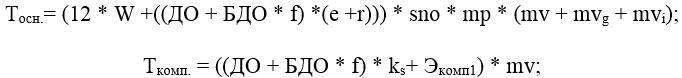 Тосн.= (12 * W +((ДО + БДО * f) *(e +r))) * sno * mp * (mv + mvg + mvi);
Ткомп. = ((ДО + БДО * f) * ks+ Экомп1) * mv;